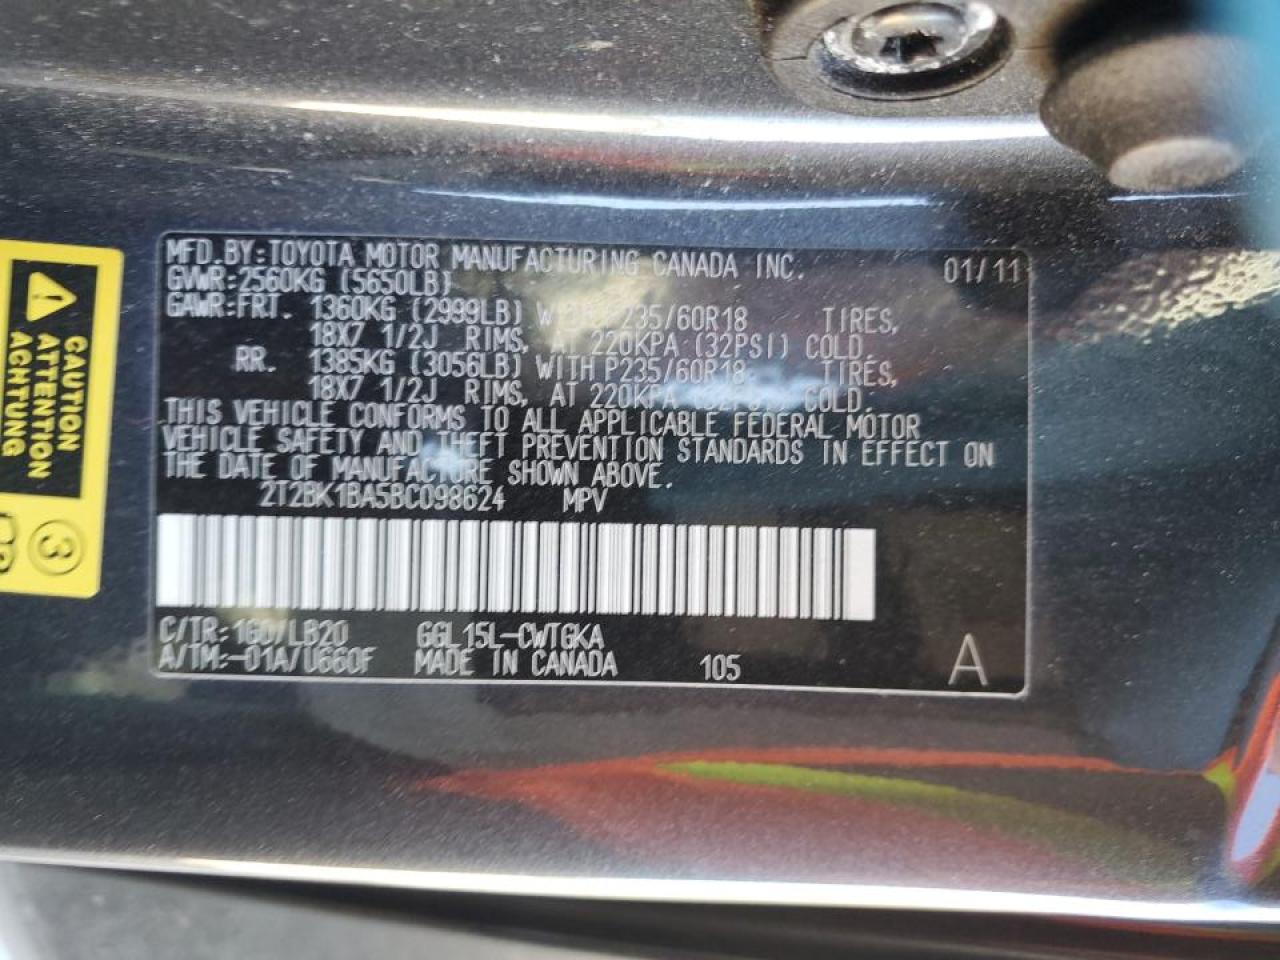 MFD.BY:TOYOTA MOTOR MANUFACTURING CANADA INC. 01/11
GVWR:2560KG (5650LB)
GAWR:FRT. 1360KG (2999LB) WITH P235/60R18 TIRES,
18X7 1/2J RIMS, AT 220KPA (32PSI) COLD.
RR. 1385KG (3056LB) WITH P235/60R18 TIRES,
18X7 1/2J RIMS, AT 220KPA (32PSI) COLD.
THIS VEHICLE CONFORMS TO ALL APPLICABLE FEDERAL MOTOR
VEHICLE SAFETY AND THEFT PREVENTION STANDARDS IN EFFECT ON
THE DATE OF MANUFACTURE SHOWN ABOVE.
2T2BK1BA5BC098624 MPV
C/TR:1G0/LB20 GGL15L-CWTGKA
A/TM:-01A/U660F MADE IN CANADA 105
A
CAUTION
ATTENTION
ACHTUNG
3